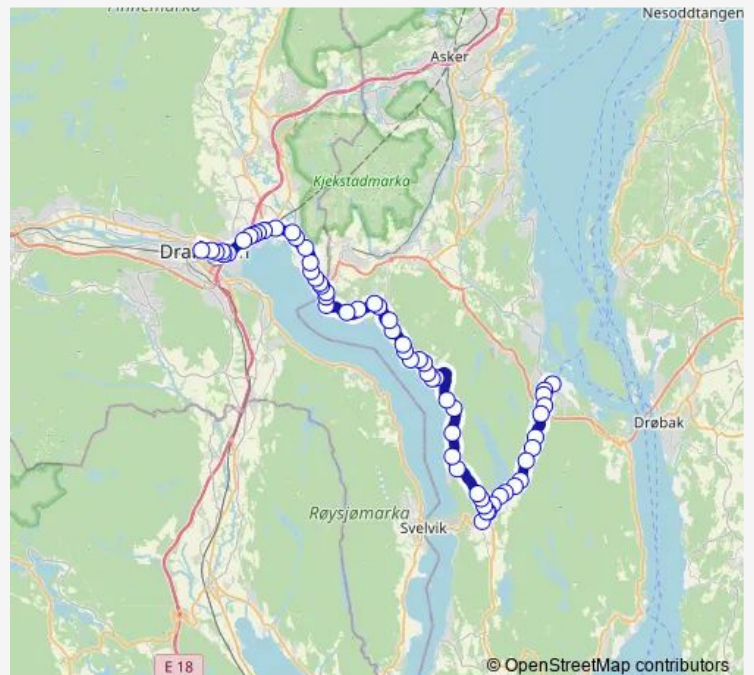 Nesoddtangen
Asker
Kjekstadmarka
Drøbak
Røysjømarka
Svelvik
E 18
© OpenStreetMap contributors